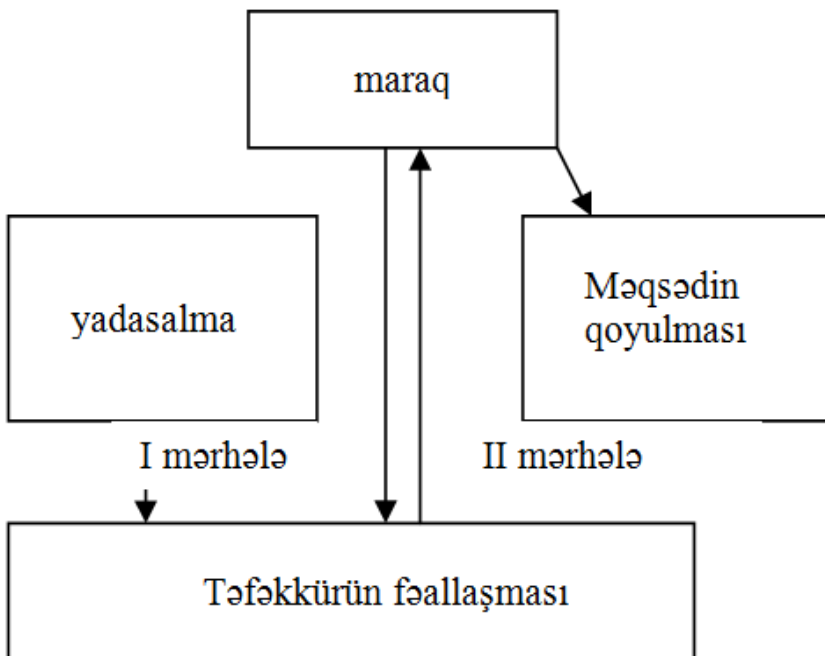 maraq
yadasalma
Məqsədin
qoyulması
I mərhələ
II mərhələ
Təfəkkürün fəallaşması